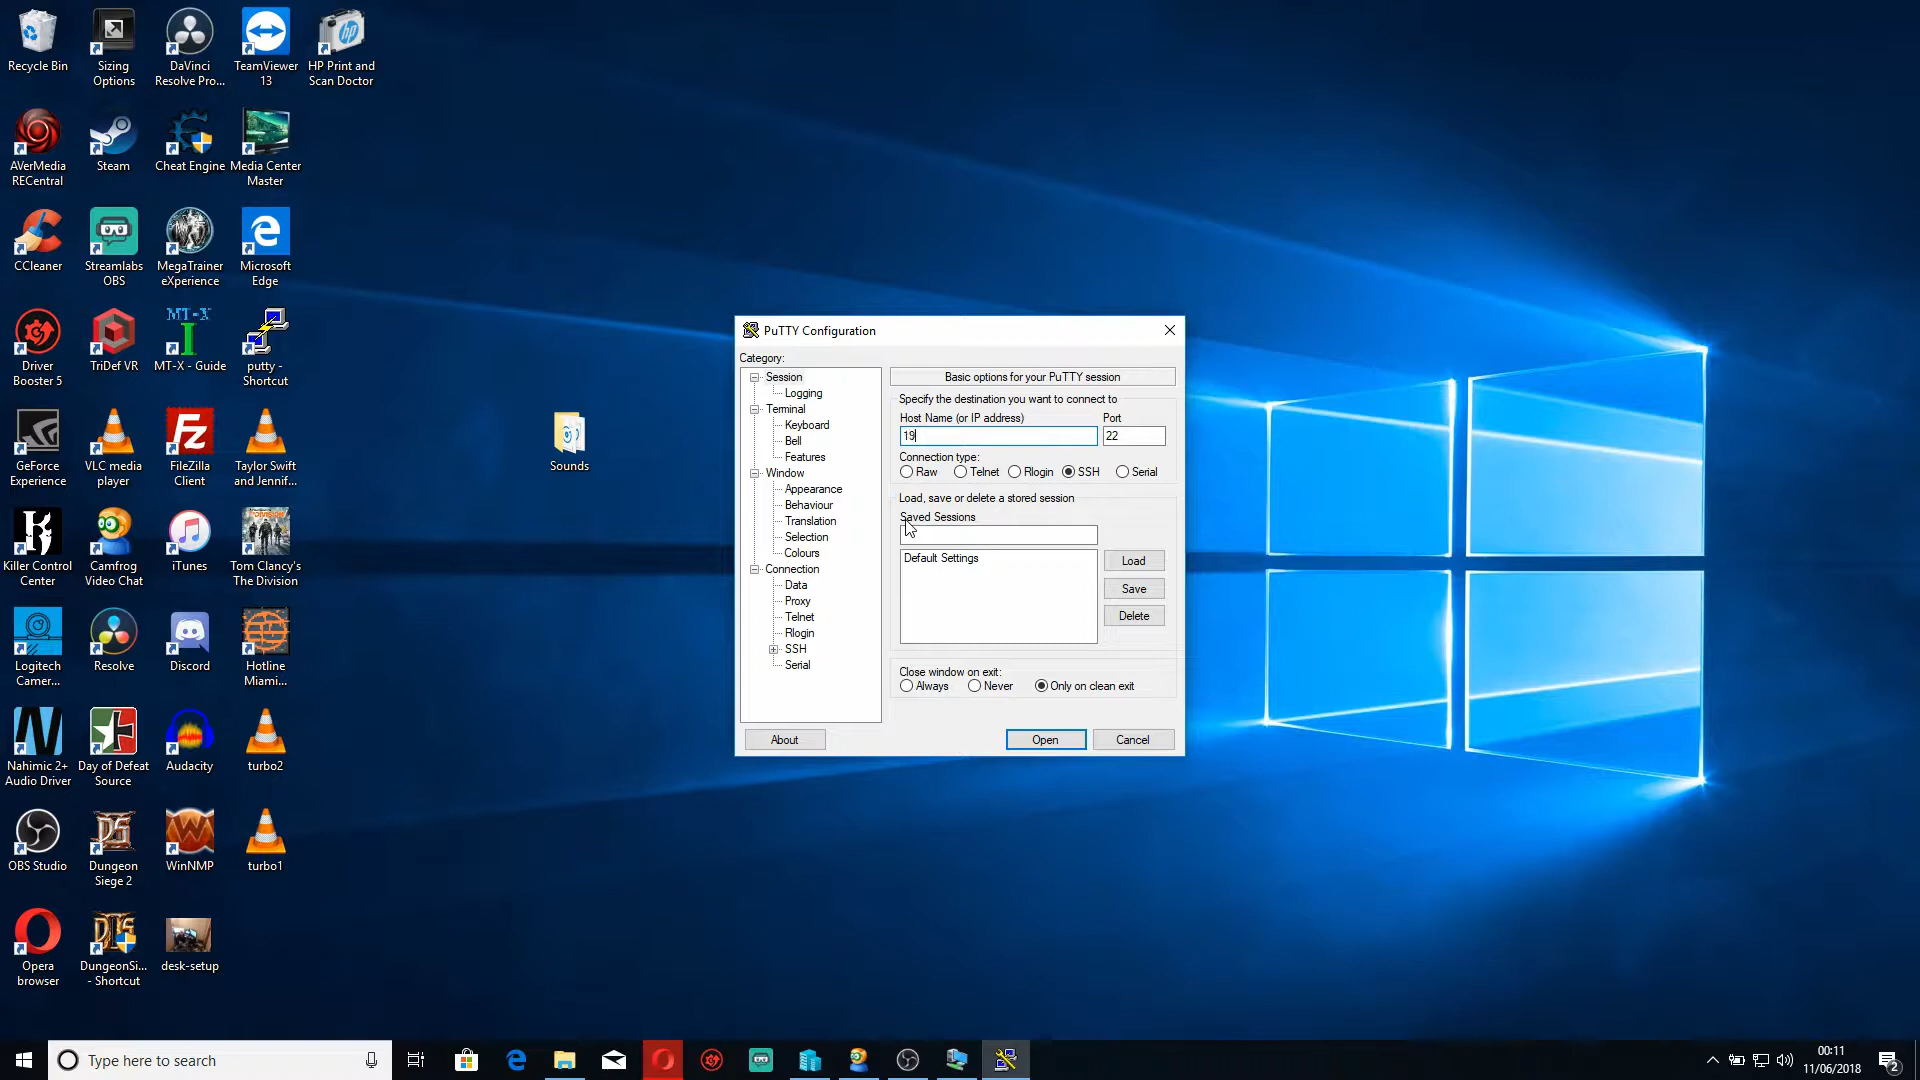 Recycle Bin
Sizing
Options
DaVinci
Resolve Pro...
TeamViewer
13
HP Print and
Scan Doctor
AVerMedia
RECentral
Steam
Cheat Engine
Media Center
Master
CCleaner
Streamlabs
OBS
MegaTrainer
eXperience
Microsoft
Edge
Driver
Booster 5
TriDef VR
MT-X
MT-X - Guide
putty -
Shortcut
GeForce
Experience
VLC media
player
FileZilla
Client
Taylor Swift
and Jennif...
Killer Control
Center
Camfrog
Video Chat
iTunes
Tom Clancy's
The Division
Logitech
Camer...
Resolve
Discord
Hotline
Miami...
Nahimic 2+
Audio Driver
Day of Defeat
Source
Audacity
turbo2
OBS Studio
Dungeon
Siege 2
WinNMP
turbo1
Opera
browser
DungeonSi...
- Shortcut
desk-setup
Sounds
PuTTY Configuration
Category:
Session
Logging
Terminal
Keyboard
Bell
Features
Window
Appearance
Behaviour
Translation
Selection
Colours
Connection
Data
Proxy
Telnet
Rlogin
SSH
Serial
Basic options for your PuTTY session
Specify the destination you want to connect to
Host Name (or IP address)
Port
19
22
Connection type:
Raw
Telnet
Rlogin
SSH
Serial
Load, save or delete a stored session
Saved Sessions
Default Settings
Load
Save
Delete
Close window on exit:
Always
Never
Only on clean exit
About
Open
Cancel
Type here to search
00:11
11/06/2018
2